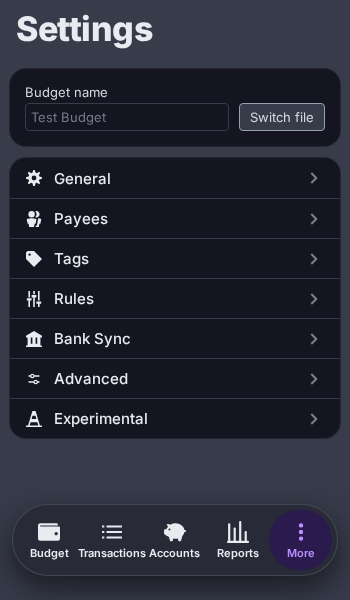 Settings
Budget name
Test Budget
Switch file
General
Payees
Tags
Rules
Bank Sync
Advanced
Experimental
Budget Transactions Accounts Reports More